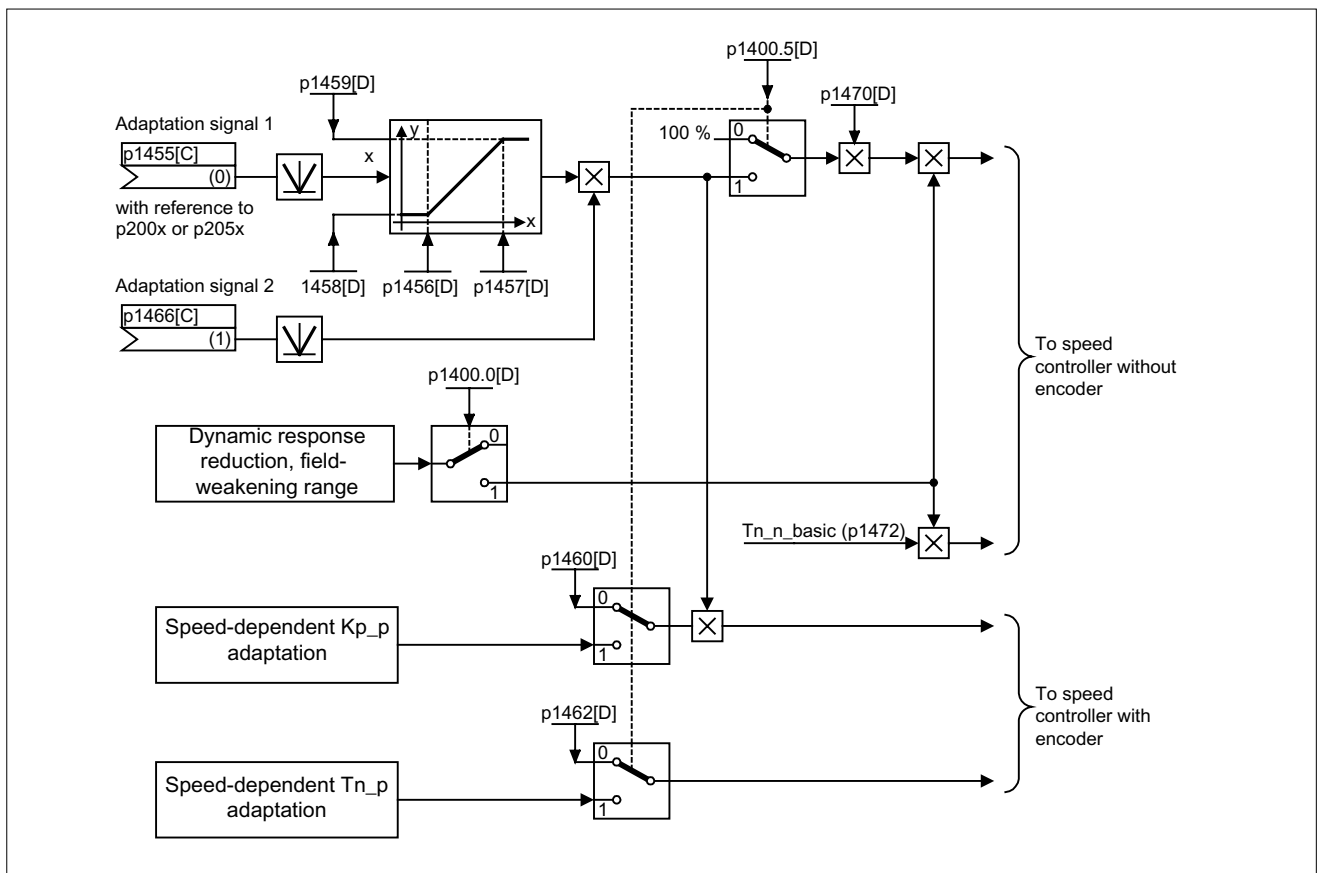 p1400.5[D]
p1459[D]
p1470[D]
Adaptation signal 1
y
100 %
0
p1455[C]
x
(0)
1
x
with reference to
p200x or p205x
Adaptation signal 2
1458[D]
p1456[D]
p1457[D]
p1466[C]
(1)
To speed
controller without
encoder
p1400.0[D]
Dynamic response
reduction, field-
weakening range
0
1
Tn_n_basic (p1472)
p1460[D]
0
Speed-dependent Kp_p
adaptation
1
To speed
controller with
encoder
p1462[D]
0
Speed-dependent Tn_p
adaptation
1